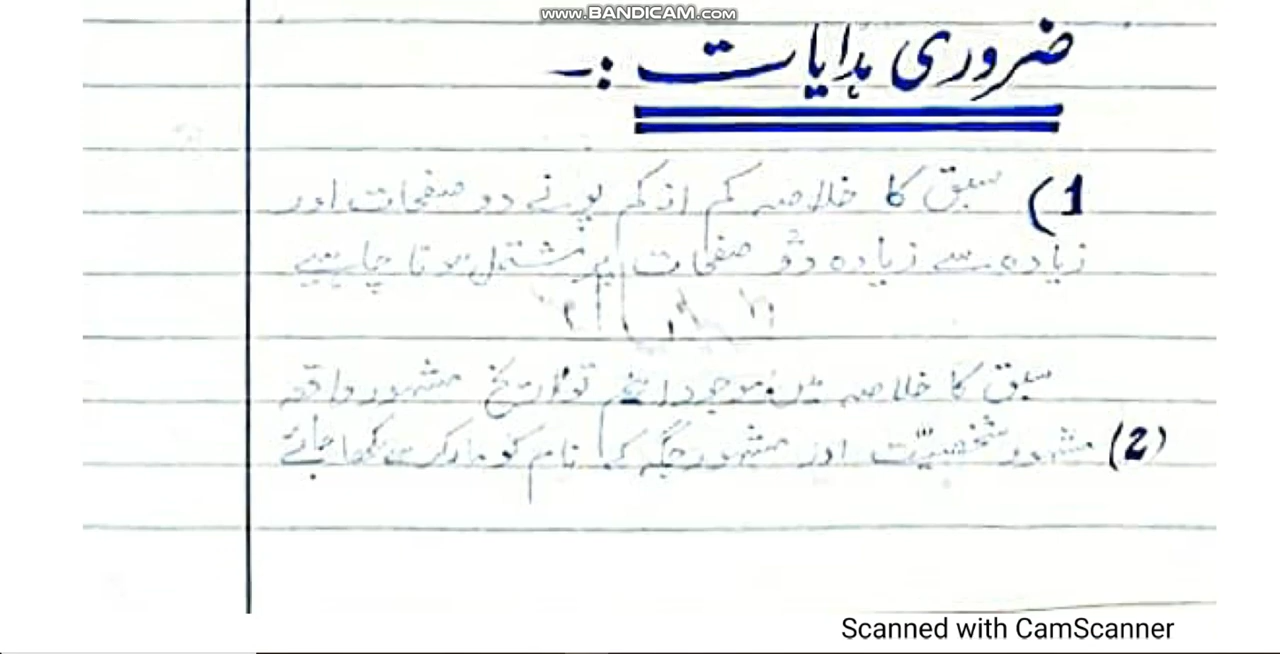 www.BANDICAM.com
ضروری ہدایات :۔
1) سبق کا خلاصہ کم از کم پونے دو صفحات اور
زیادہ سے زیادہ دو صفحات پر مشتمل ہونا چاہیے
سبق کا خلاصہ میں موجود اہم تواریخ مشہور واقعہ
(2) مشہور شخصیّت اور مشہور جگہ کا نام کو مارکر سے لکھا جائے
Scanned with CamScanner